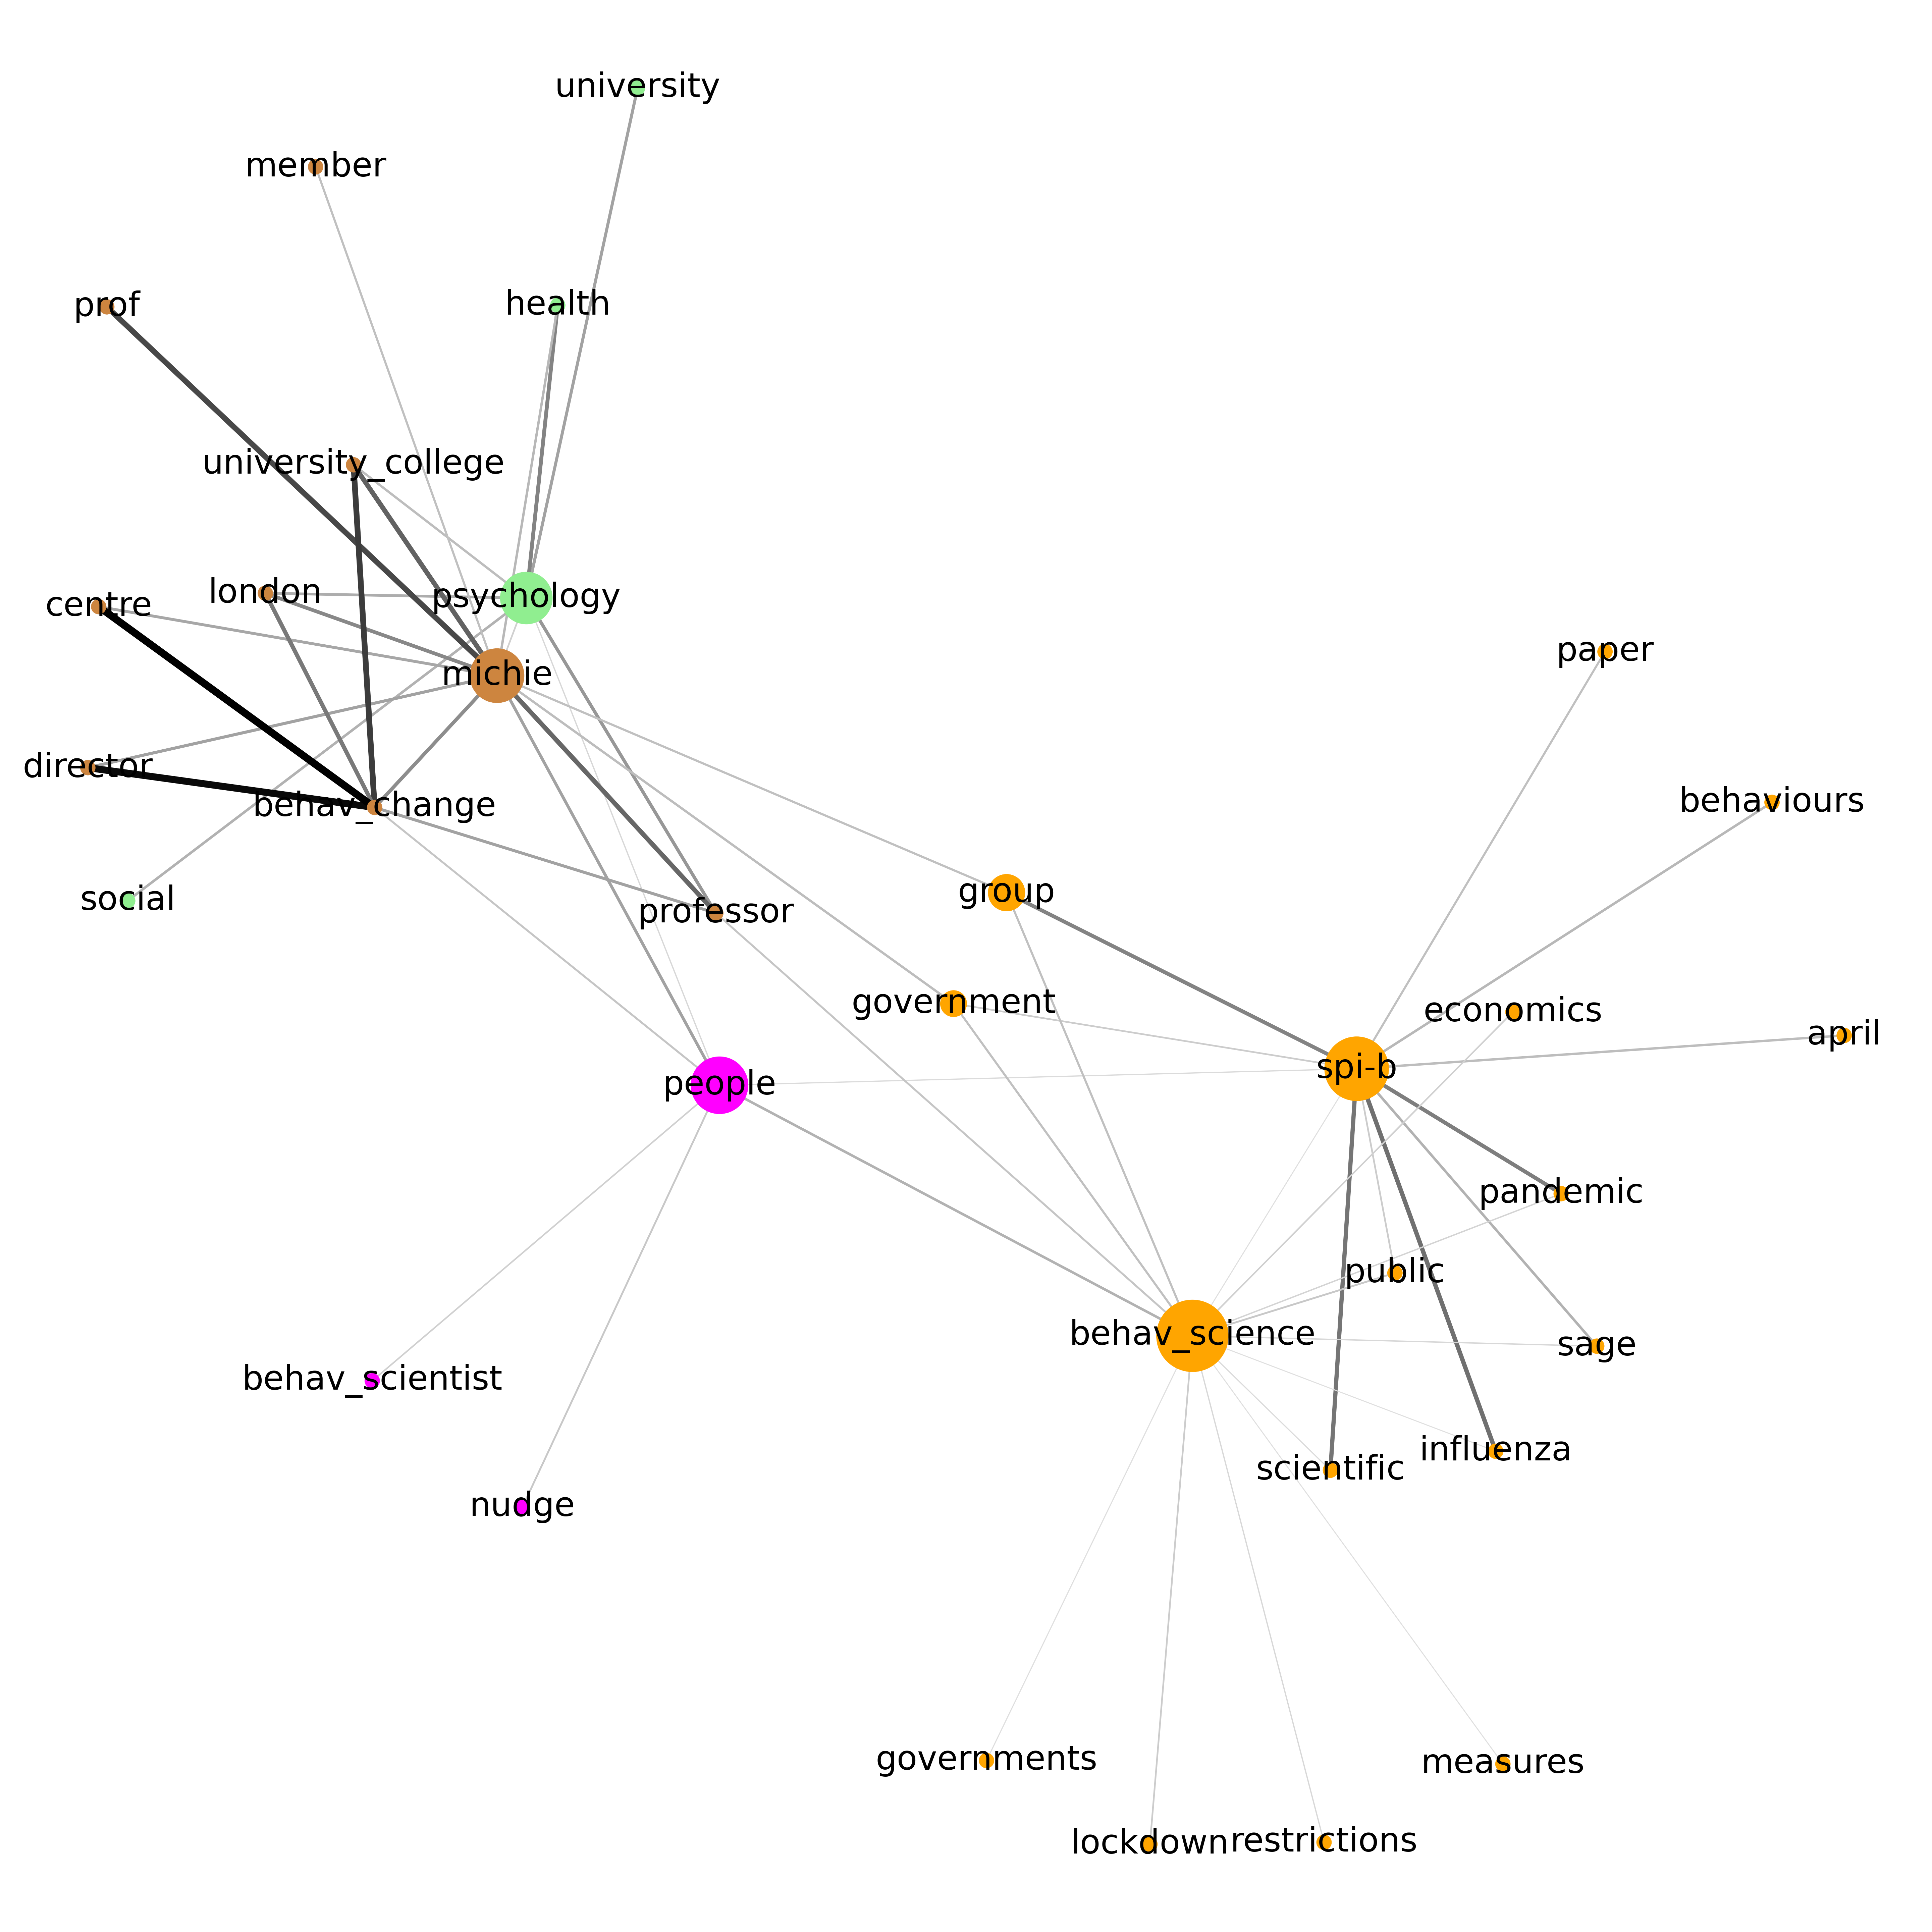 university
member
prof
health
university_college
london
centre
psychology
michie
director
behav_change
social
professor
paper
behaviours
group
government
economics
april
spi-b
people
pandemic
public
behav_science
sage
behav_scientist
influenza
scientific
nudge
governments
measures
lockdown
restrictions